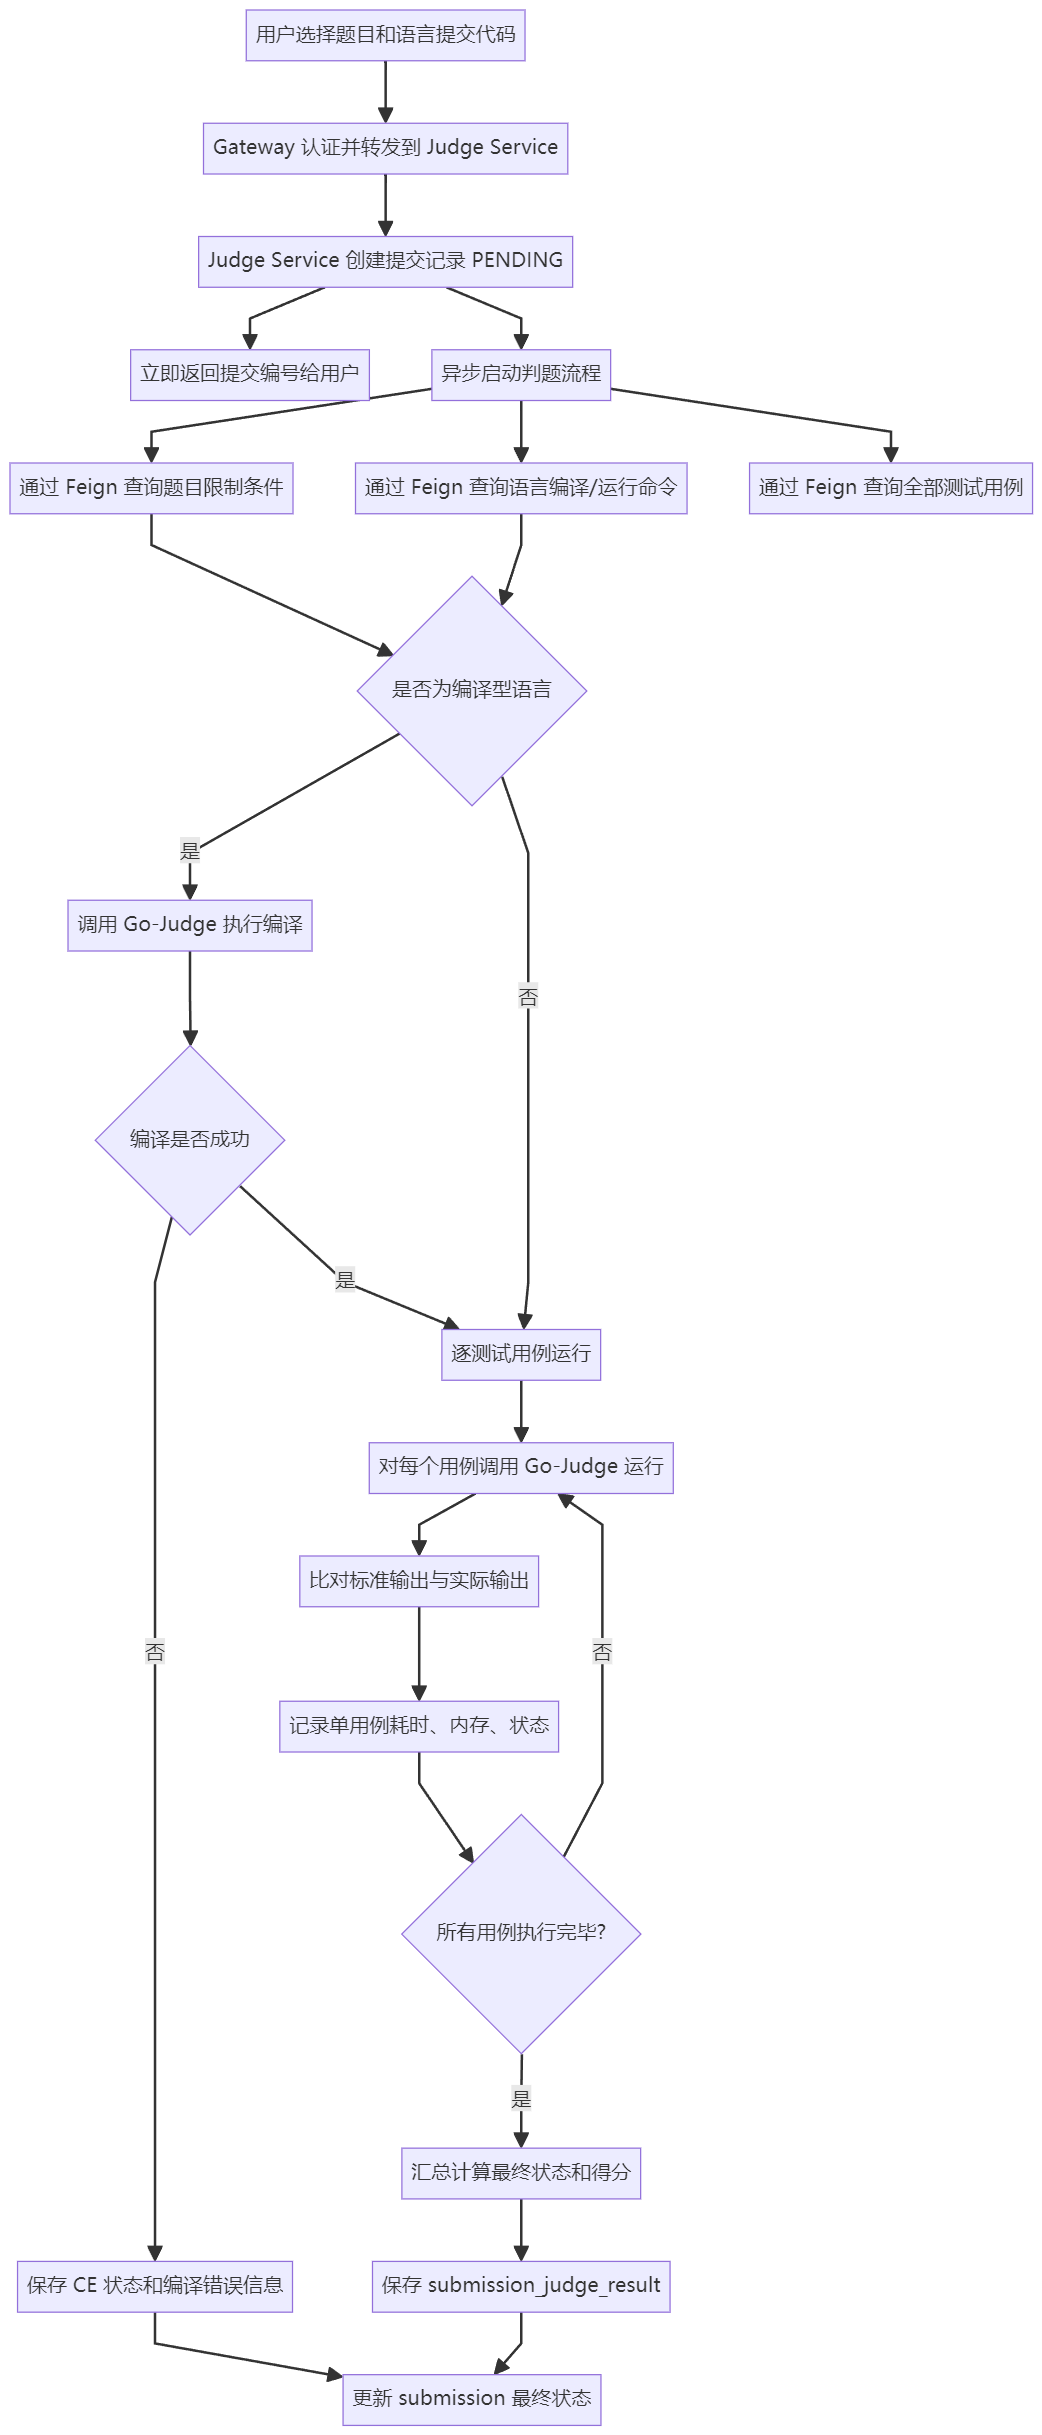 用户选择题目和语言提交代码
Gateway 认证并转发到 Judge Service
Judge Service 创建提交记录 PENDING
立即返回提交编号给用户
异步启动判题流程
通过 Feign 查询题目限制条件
通过 Feign 查询语言编译/运行命令
通过 Feign 查询全部测试用例
是否为编译型语言
是
调用 Go-Judge 执行编译
否
编译是否成功
是
逐测试用例运行
对每个用例调用 Go-Judge 运行
比对标准输出与实际输出
否
否
记录单用例耗时、内存、状态
所有用例执行完毕?
是
汇总计算最终状态和得分
保存 CE 状态和编译错误信息
保存 submission_judge_result
更新 submission 最终状态